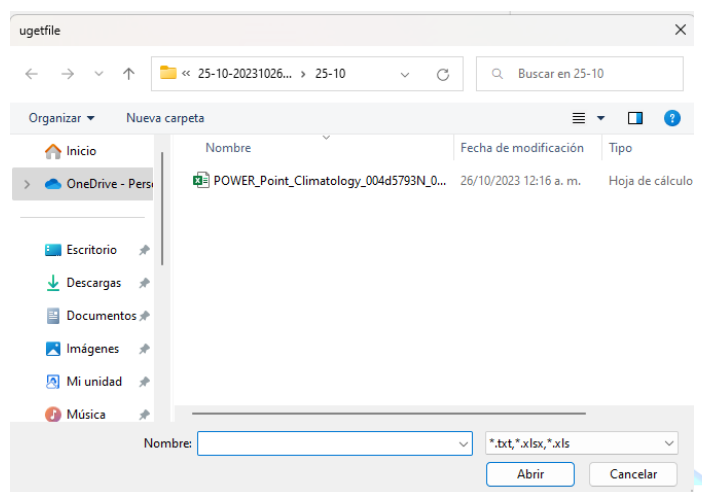 ugetfile
« 25-10-20231026... › 25-10
Buscar en 25-10
Organizar
Nueva carpeta
Nombre
Fecha de modificación
Tipo
Inicio
OneDrive - Perso
POWER_Point_Climatology_004d5793N_0...
26/10/2023 12:16 a. m.
Hoja de cálculo
Escritorio
Descargas
Documentos
Imágenes
Mi unidad
Música
Nombre:
*.txt,*.xlsx,*.xls
Abrir
Cancelar